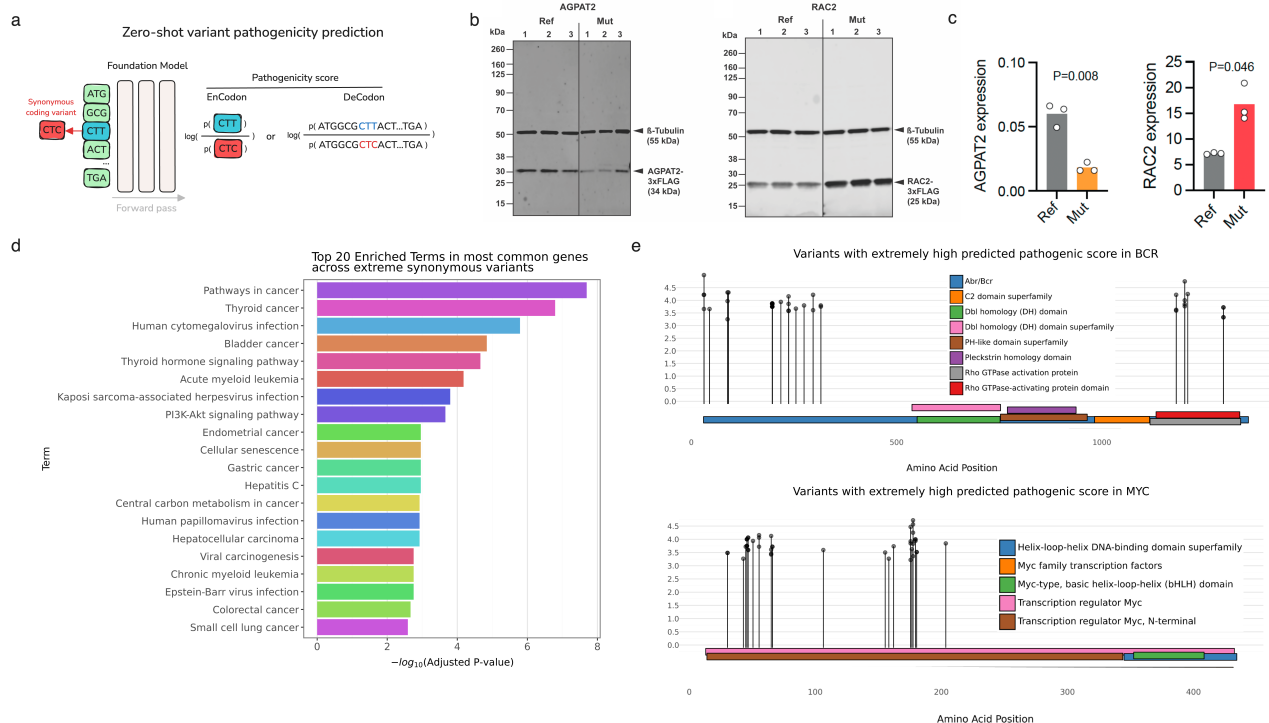 a
Zero-shot variant pathogenicity prediction
Foundation Model
Pathogenicity score
Synonymous
coding variant
CTC
ATG
GCG
CTT
ACT
...
TGA
Forward pass
EnCodon
DeCodon
log(
p( CTT )
p( CTC )
)
or
log(
p( ATGGCGCTTACT...TGA )
p( ATGGCGCTCACT...TGA )
)
b
AGPAT2
Ref Mut
kDa 1 2 3 1 2 3
260
160
125
90
70
50
38
30
25
15
ß-Tubulin
(55 kDa)
AGPAT2-
3xFLAG
(34 kDa)
RAC2
Ref Mut
kDa 1 2 3 1 2 3
260
160
125
90
70
50
38
30
25
15
ß-Tubulin
(55 kDa)
RAC2-
3xFLAG
(25 kDa)
c
AGPAT2 expression
0.10
0.05
0.00
P=0.008
Ref
Mut
RAC2 expression
25
20
15
10
5
0
P=0.046
Ref
Mut
d
Top 20 Enriched Terms in most common genes
across extreme synonymous variants
Term
Pathways in cancer
Thyroid cancer
Human cytomegalovirus infection
Bladder cancer
Thyroid hormone signaling pathway
Acute myeloid leukemia
Kaposi sarcoma-associated herpesvirus infection
PI3K-Akt signaling pathway
Endometrial cancer
Cellular senescence
Gastric cancer
Hepatitis C
Central carbon metabolism in cancer
Human papillomavirus infection
Hepatocellular carcinoma
Viral carcinogenesis
Chronic myeloid leukemia
Epstein-Barr virus infection
Colorectal cancer
Small cell lung cancer
0 2 4 6 8
−log10(Adjusted P-value)
e
Variants with extremely high predicted pathogenic score in BCR
4.5
4.0
3.5
3.0
2.5
2.0
1.5
1.0
0.5
0.0
Abr/Bcr
C2 domain superfamily
Dbl homology (DH) domain
Dbl homology (DH) domain superfamily
PH-like domain superfamily
Pleckstrin homology domain
Rho GTPase activation protein
Rho GTPase-activating protein domain
0 500 1000
Amino Acid Position
Variants with extremely high predicted pathogenic score in MYC
4.5
4.0
3.5
3.0
2.5
2.0
1.5
1.0
0.5
0.0
Helix-loop-helix DNA-binding domain superfamily
Myc family transcription factors
Myc-type, basic helix-loop-helix (bHLH) domain
Transcription regulator Myc
Transcription regulator Myc, N-terminal
0 100 200 300 400
Amino Acid Position